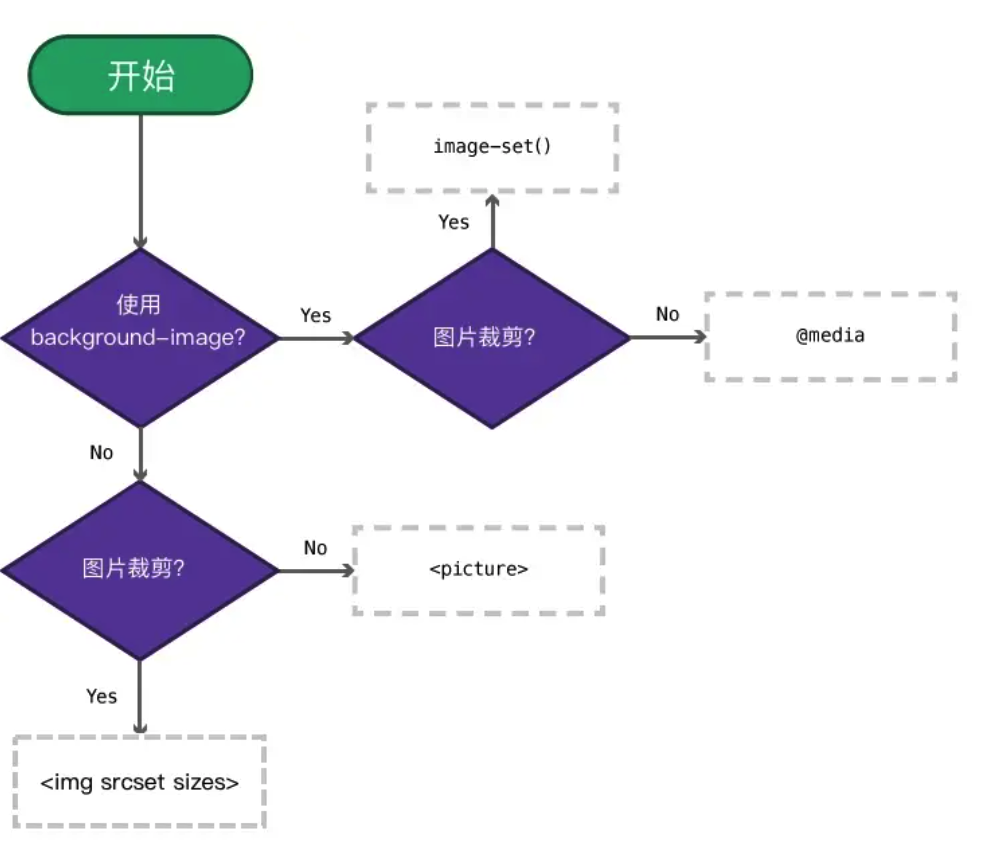 开始
image-set()
Yes
使用
background-image?
Yes
图片裁剪?
No
@media
No
图片裁剪?
No
<picture>
Yes
<img srcset sizes>